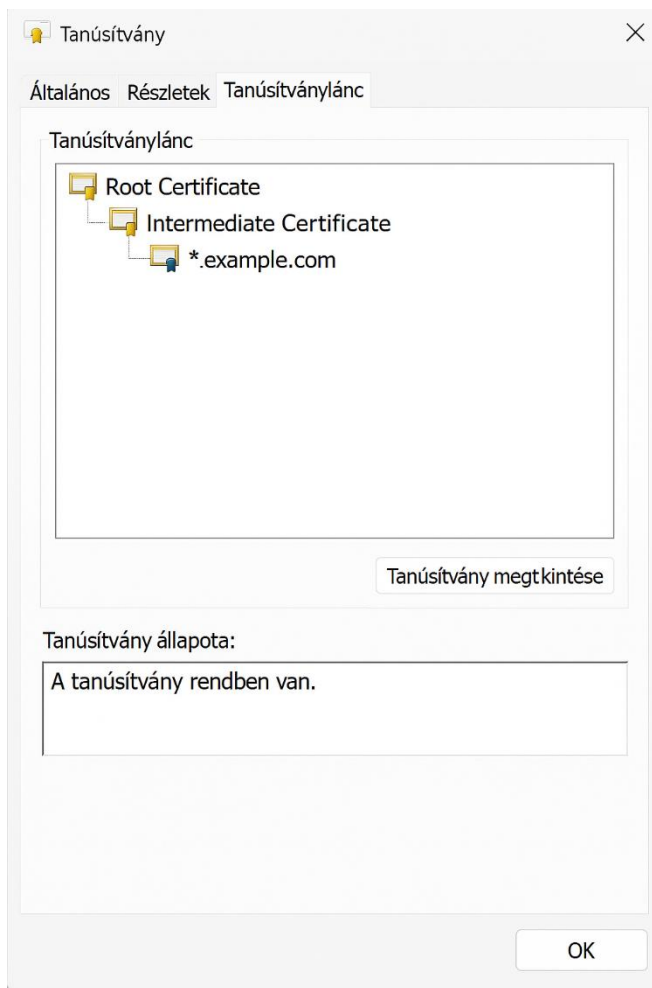 Tanúsítvány
Általános Részletek Tanúsítványlánc
Tanúsítványlánc
Root Certificate
Intermediate Certificate
*.example.com
Tanúsítvány megtkintése
Tanúsítvány állapota:
A tanúsítvány rendben van.
OK